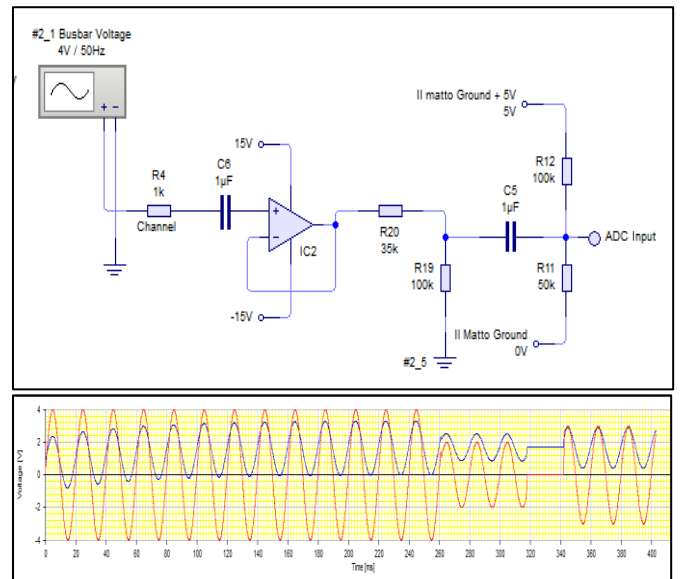 #2_1 Busbar Voltage
4V / 50Hz
+ -
R4
1k
Channel
C6
1µF
15V
+
-
IC2
-15V
R20
35k
R19
100k
#2_5
C5
1µF
II matto Ground + 5V
5V
R12
100k
ADC Input
R11
50k
II Matto Ground
0V
Voltage [V]
4
2
0
-2
-4
0 20 40 60 80 100 120 140 160 180 200 220 240 260 280 300 320 340 360 380 400
Time [ms]